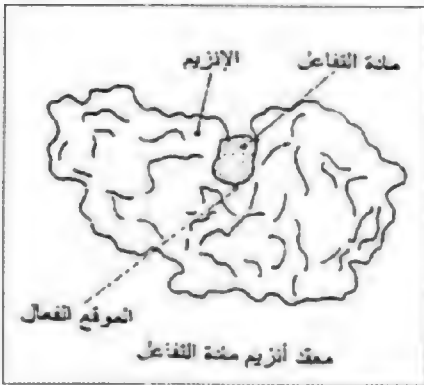 مادة التفاعل
الإنزيم
الموقع الفعال
معقد أنزيم مادة التفاعل